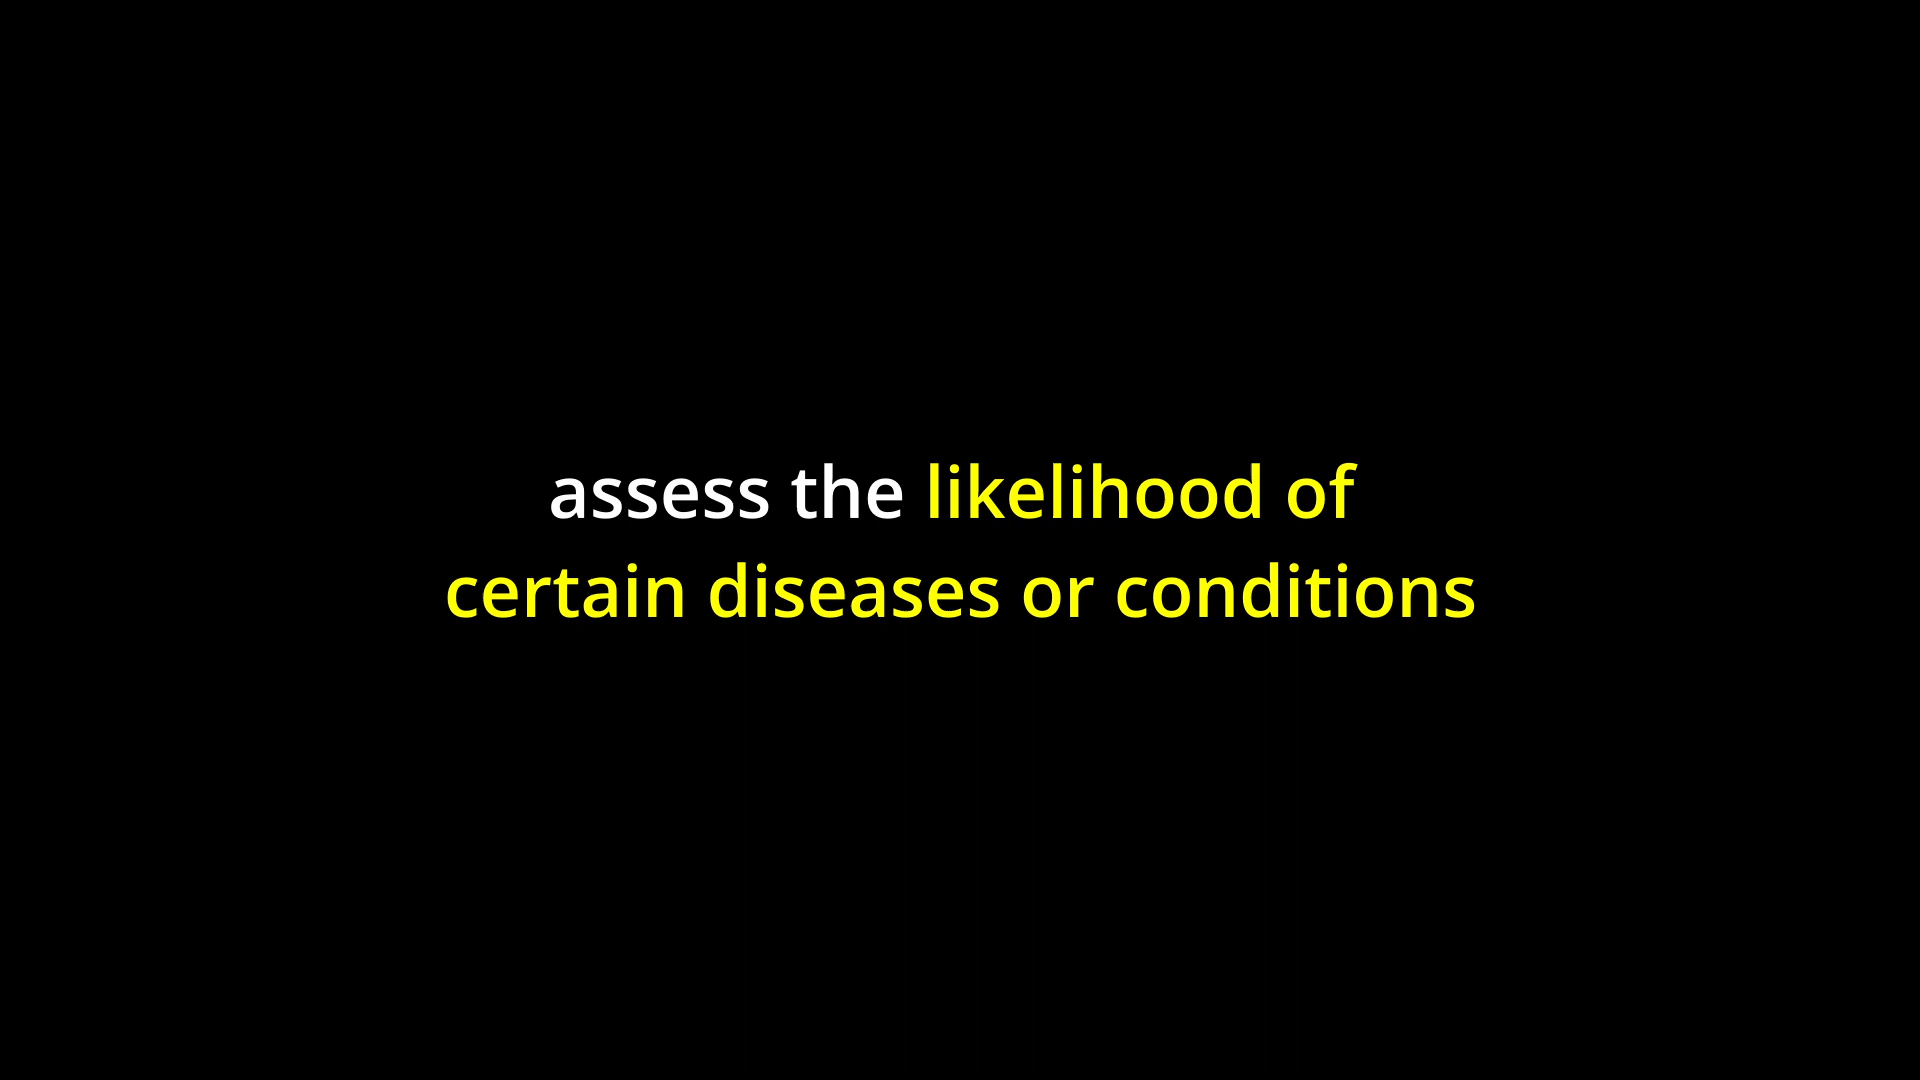 assess the likelihood of
certain diseases or conditions